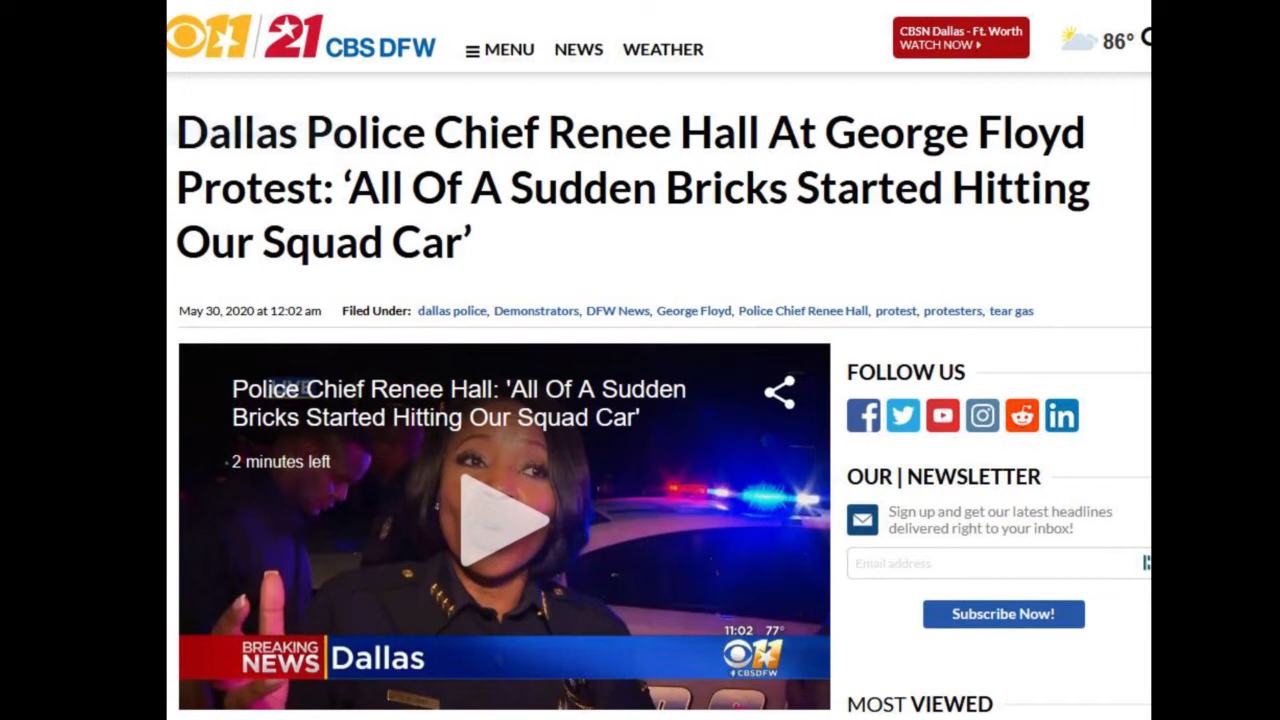 11 21 CBS DFW
MENU NEWS WEATHER
CBSN Dallas - Ft. Worth
WATCH NOW
86°
Dallas Police Chief Renee Hall At George Floyd
Protest: ‘All Of A Sudden Bricks Started Hitting
Our Squad Car’
May 30, 2020 at 12:02 am Filed Under: dallas police, Demonstrators, DFW News, George Floyd, Police Chief Renee Hall, protest, protesters, tear gas
Police Chief Renee Hall: 'All Of A Sudden
Bricks Started Hitting Our Squad Car'
LIVE
2 minutes left
BREAKING
NEWS
Dallas
11:02 77°
11
CBSDFW
FOLLOW US
OUR | NEWSLETTER
Sign up and get our latest headlines
delivered right to your inbox!
Email address
Subscribe Now!
MOST VIEWED